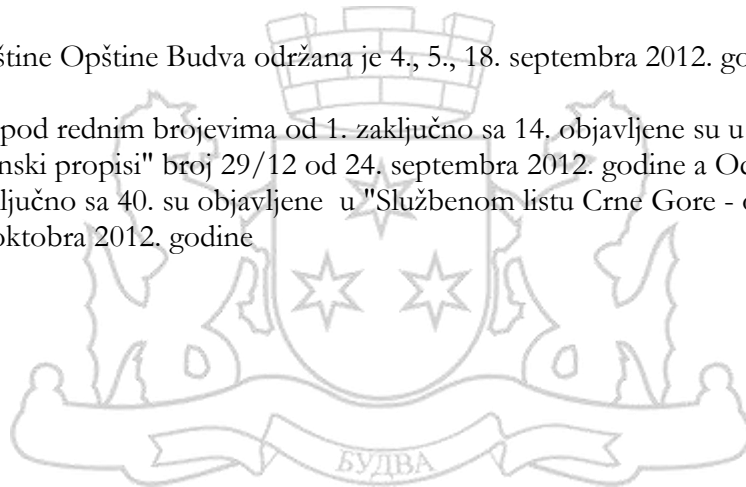 štine Opštine Budva održana je 4., 5., 18. septembra 2012. go
pod rednim brojevima od 1. zaključno sa 14. objavljene su u
nski propisi" broj 29/12 od 24. septembra 2012. godine a Od
ljučno sa 40. su objavljene u "Službenom listu Crne Gore - o
oktobra 2012. godine
БУДВА